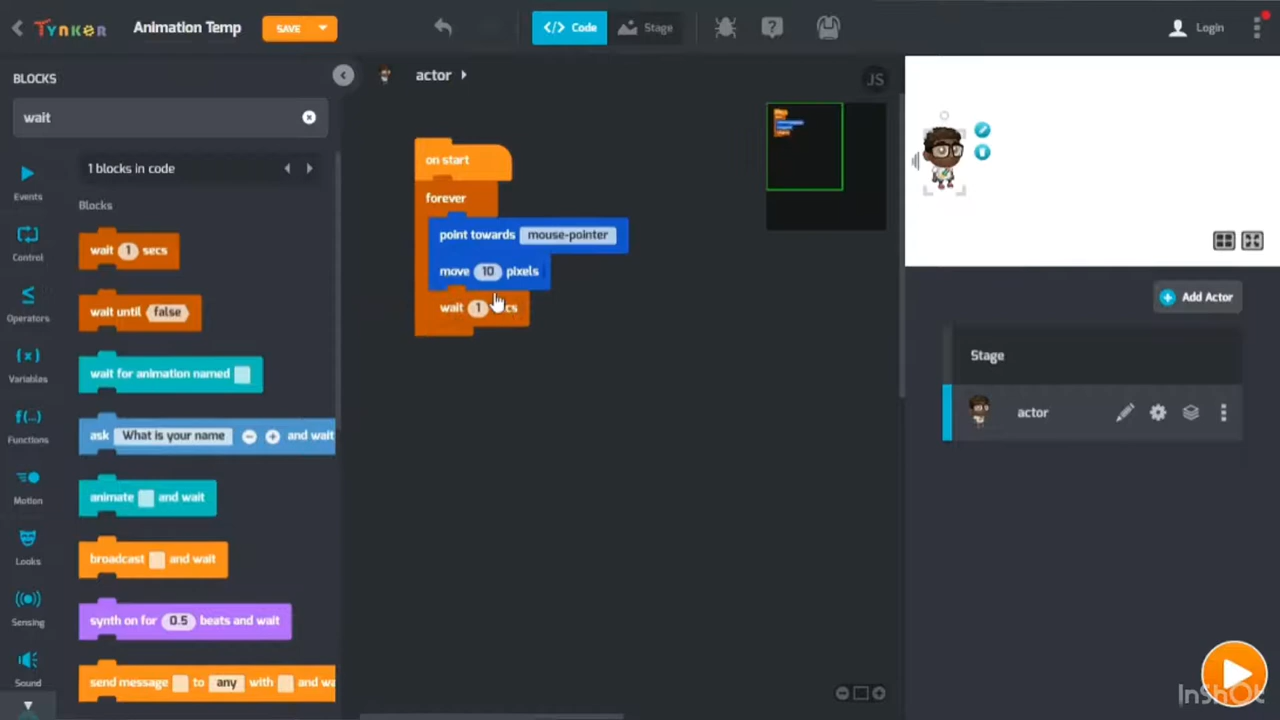 TYNKER
Animation Temp
SAVE
</> Code
Stage
Login
BLOCKS
wait
1 blocks in code
Events
Control
Operators
(x)
Variables
f(...)
Functions
Motion
Looks
Sensing
Sound
Blocks
wait 1 secs
wait until false
wait for animation named
ask What is your name and wait
animate and wait
broadcast and wait
synth on for 0.5 beats and wait
send message to any with and wa
actor
JS
on start
forever
point towards mouse-pointer
move 10 pixels
wait 1 cs
Add Actor
Stage
actor
InShOt